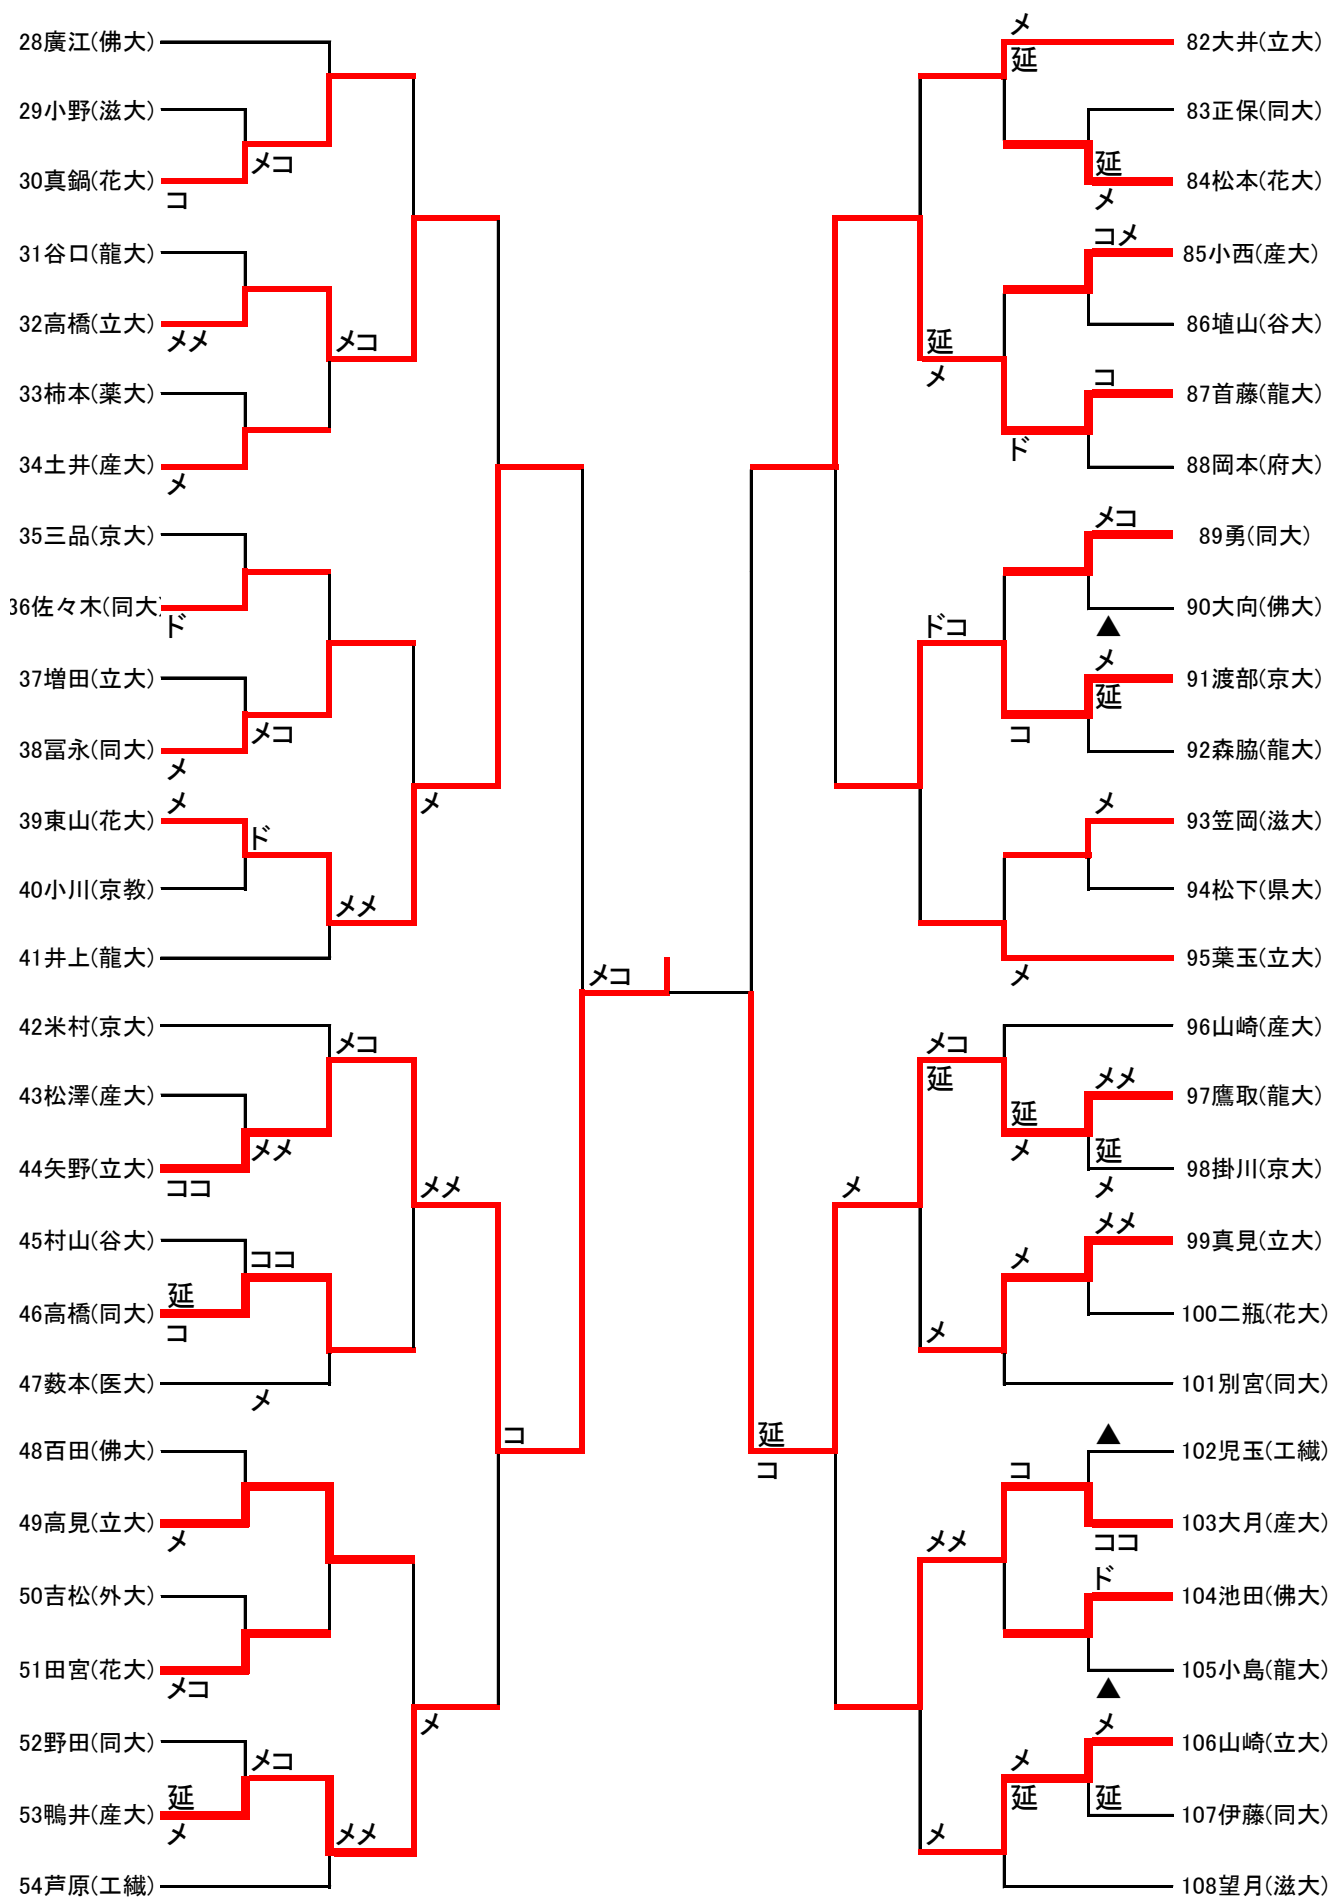 28廣江(佛大)
29小野(滋大)
メコ
30真鍋(花大)
コ
31谷口(龍大)
32高橋(立大)
メメ
メコ
33柿本(薬大)
34土井(産大)
メ
35三品(京大)
36佐々木(同大)
ド
37増田(立大)
メコ
38冨永(同大)
メ
メ
メ
39東山(花大)
ド
40小川(京教)
メメ
41井上(龍大)
メコ
42米村(京大)
メコ
43松澤(産大)
メメ
44矢野(立大)
ココ
メメ
45村山(谷大)
ココ
延
46高橋(同大)
コ
47薮本(医大)
メ
コ
48百田(佛大)
49高見(立大)
メ
50吉松(外大)
51田宮(花大)
メコ
メ
52野田(同大)
メコ
延
53鴨井(産大)
メ
メメ
54芦原(工繊)
メ
82大井(立大)
延
83正保(同大)
延
84松本(花大)
メ
コメ
85小西(産大)
86埴山(谷大)
延
メ
コ
87首藤(龍大)
ド
88岡本(府大)
メコ
89勇(同大)
90大向(佛大)
▲
ドコ
メ
91渡部(京大)
延
コ
92森脇(龍大)
メ
93笠岡(滋大)
94松下(県大)
95葉玉(立大)
メ
96山崎(産大)
メコ
延
メメ
97鷹取(龍大)
延
メ
延
98掛川(京大)
メ
メ
メメ
99真見(立大)
メ
100二瓶(花大)
メ
101別宮(同大)
延
コ
▲
102児玉(工繊)
コ
103大月(産大)
ココ
メメ
ド
104池田(佛大)
105小島(龍大)
▲
メ
106山崎(立大)
メ
延
延
107伊藤(同大)
メ
108望月(滋大)